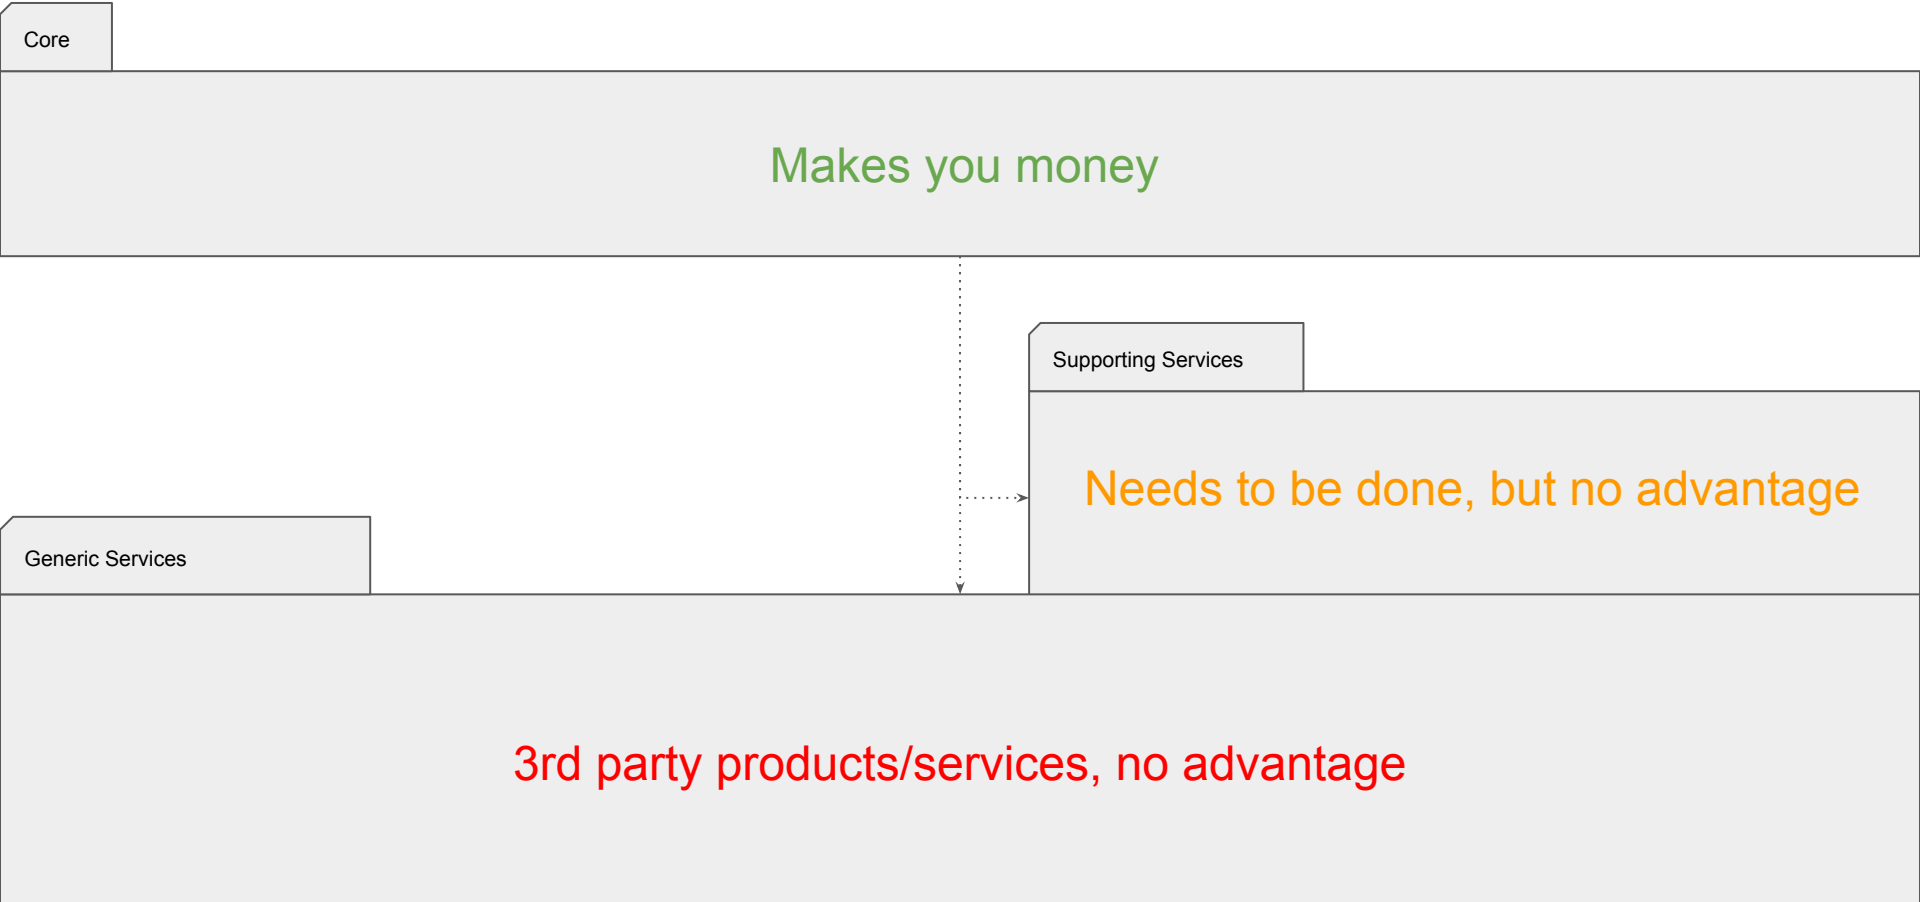 Core
Makes you money
Supporting Services
Needs to be done, but no advantage
Generic Services
3rd party products/services, no advantage